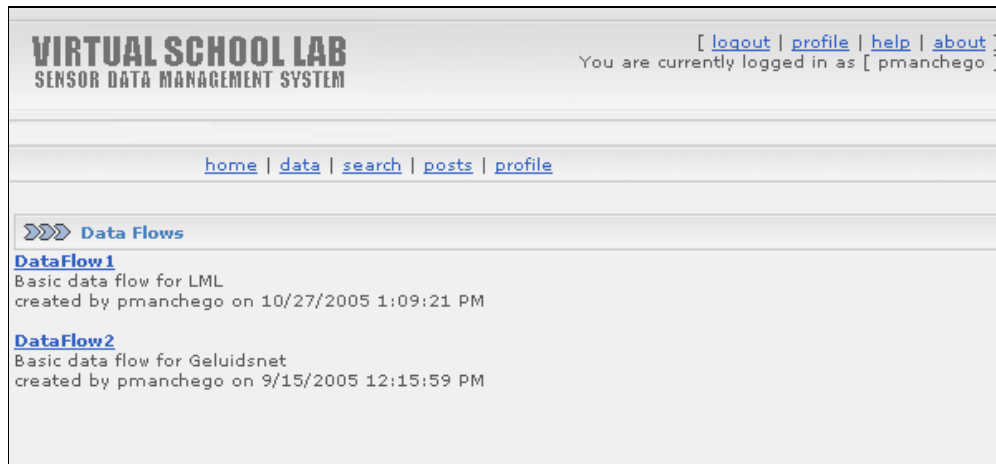 VIRTUAL SCHOOL LAB
SENSOR DATA MANAGEMENT SYSTEM
[ logout | profile | help | about ]
You are currently logged in as [ pmanchego ]
home | data | search | posts | profile
Data Flows
DataFlow1
Basic data flow for LML
created by pmanchego on 10/27/2005 1:09:21 PM
DataFlow2
Basic data flow for Geluidsnet
created by pmanchego on 9/15/2005 12:15:59 PM